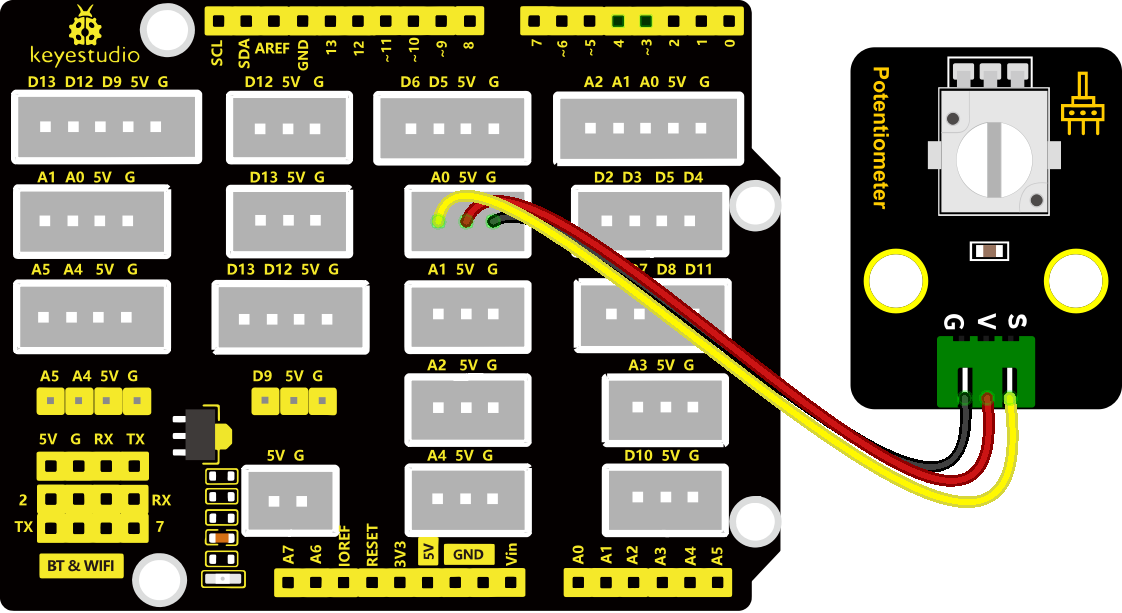 SCL SDA AREF GND 13 12 ~11 ~10 ~9 8
7 ~6 ~5 4 ~3 2 1 0
keyestudio
D13 D12 D9 5V G
D12 5V G
D6 D5 5V G
A2 A1 A0 5V G
A1 A0 5V G
D13 5V G
A0 5V G
D2 D3 D5 D4
A5 A4 5V G
D13 D12 5V G
A1 5V G
D8 D11
A5 A4 5V G
D9 5V G
A2 5V G
A3 5V G
5V G RX TX
5V G
A4 5V G
D10 5V G
2 RX
TX 7
BT & WIFI
A7 A6 IOREF RESET 3V3 5V GND Vin
A0 A1 A2 A3 A4 A5
Potentiometer
G V S